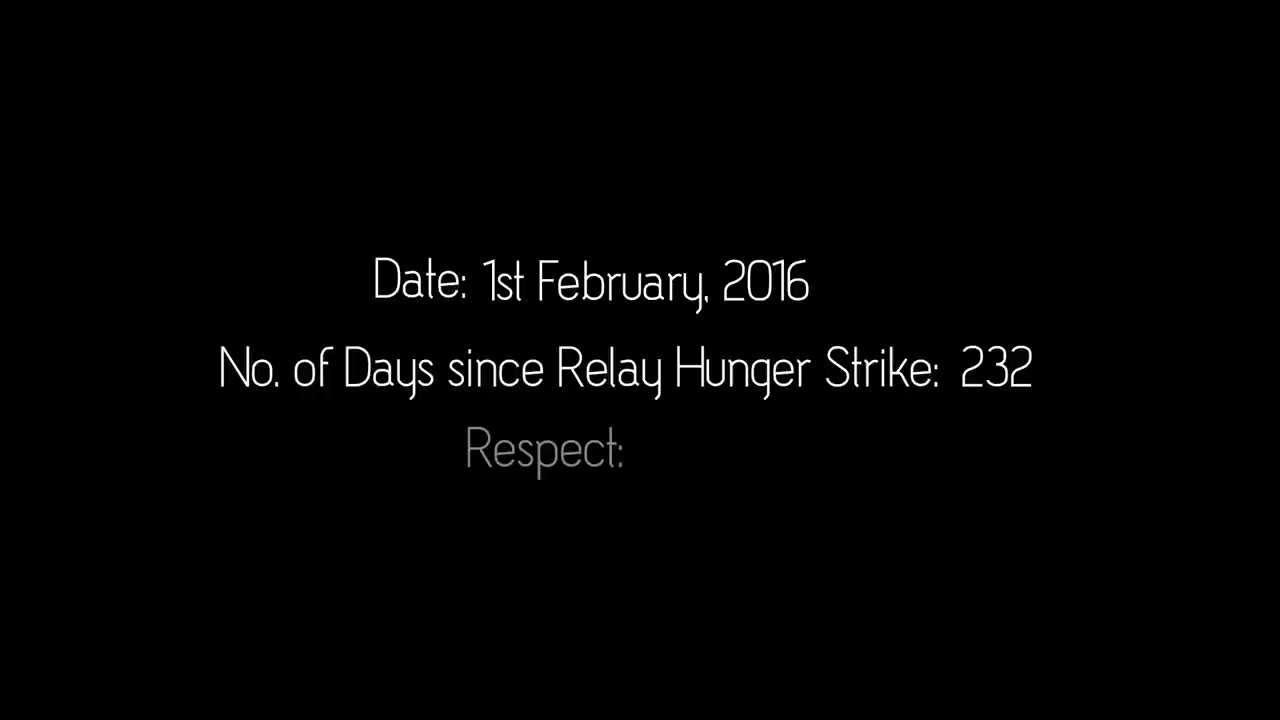 Date: 1st February, 2016
No. of Days since Relay Hunger Strike: 232
Respect: